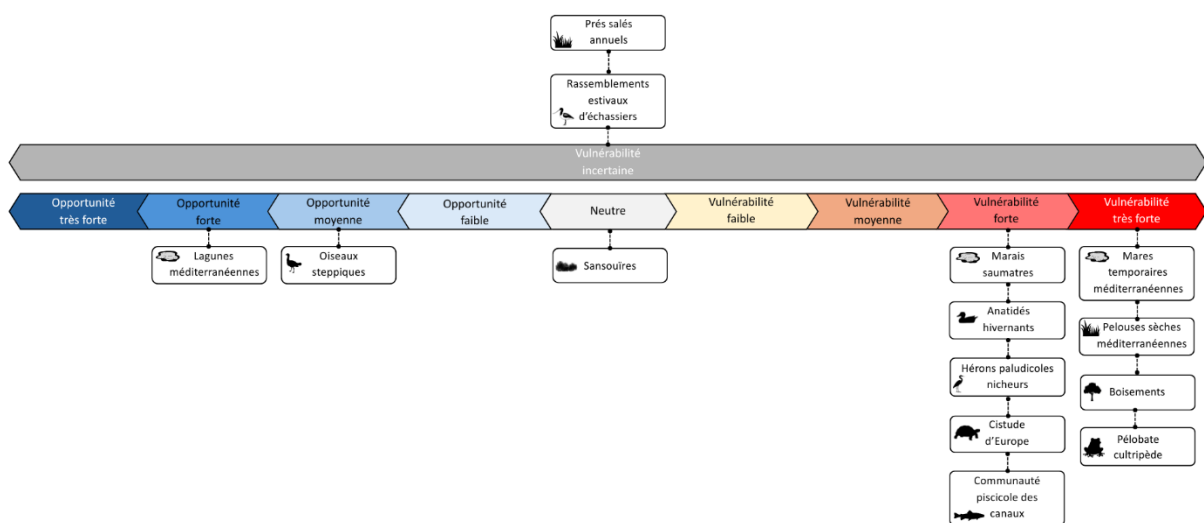 Prés salés
annuels
Rassemblements
estivaux
d'échassiers
Vulnérabilité
incertaine
Opportunité
très forte
Opportunité
forte
Opportunité
moyenne
Opportunité
faible
Neutre
Vulnérabilité
faible
Vulnérabilité
moyenne
Vulnérabilité
forte
Vulnérabilité
très forte
Lagunes
méditerranéennes
Oiseaux
steppiques
Sansouïres
Marais
saumatres
Anatidés
hivernants
Hérons paludicoles
nicheurs
Cistude
d'Europe
Communauté
piscicole des
canaux
Mares
temporaires
méditerranéennes
Pelouses sèches
méditerranéennes
Boisements
Pélobate
cultripède